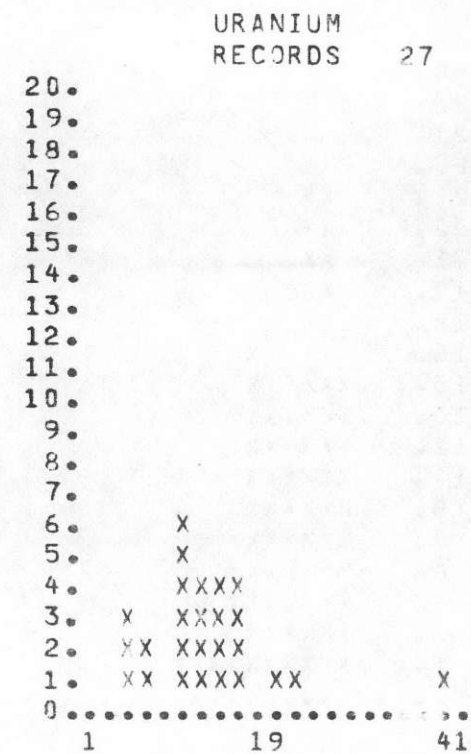 URANIUM
RECORDS 27
20.
19.
18.
17.
16.
15.
14.
13.
12.
11.
10.
9.
8.
7.
6. X
5. X
4. XXXX
3. X XXXX
2. XX XXXX
1. XX XXXX XX X
0.....................
1 19 41